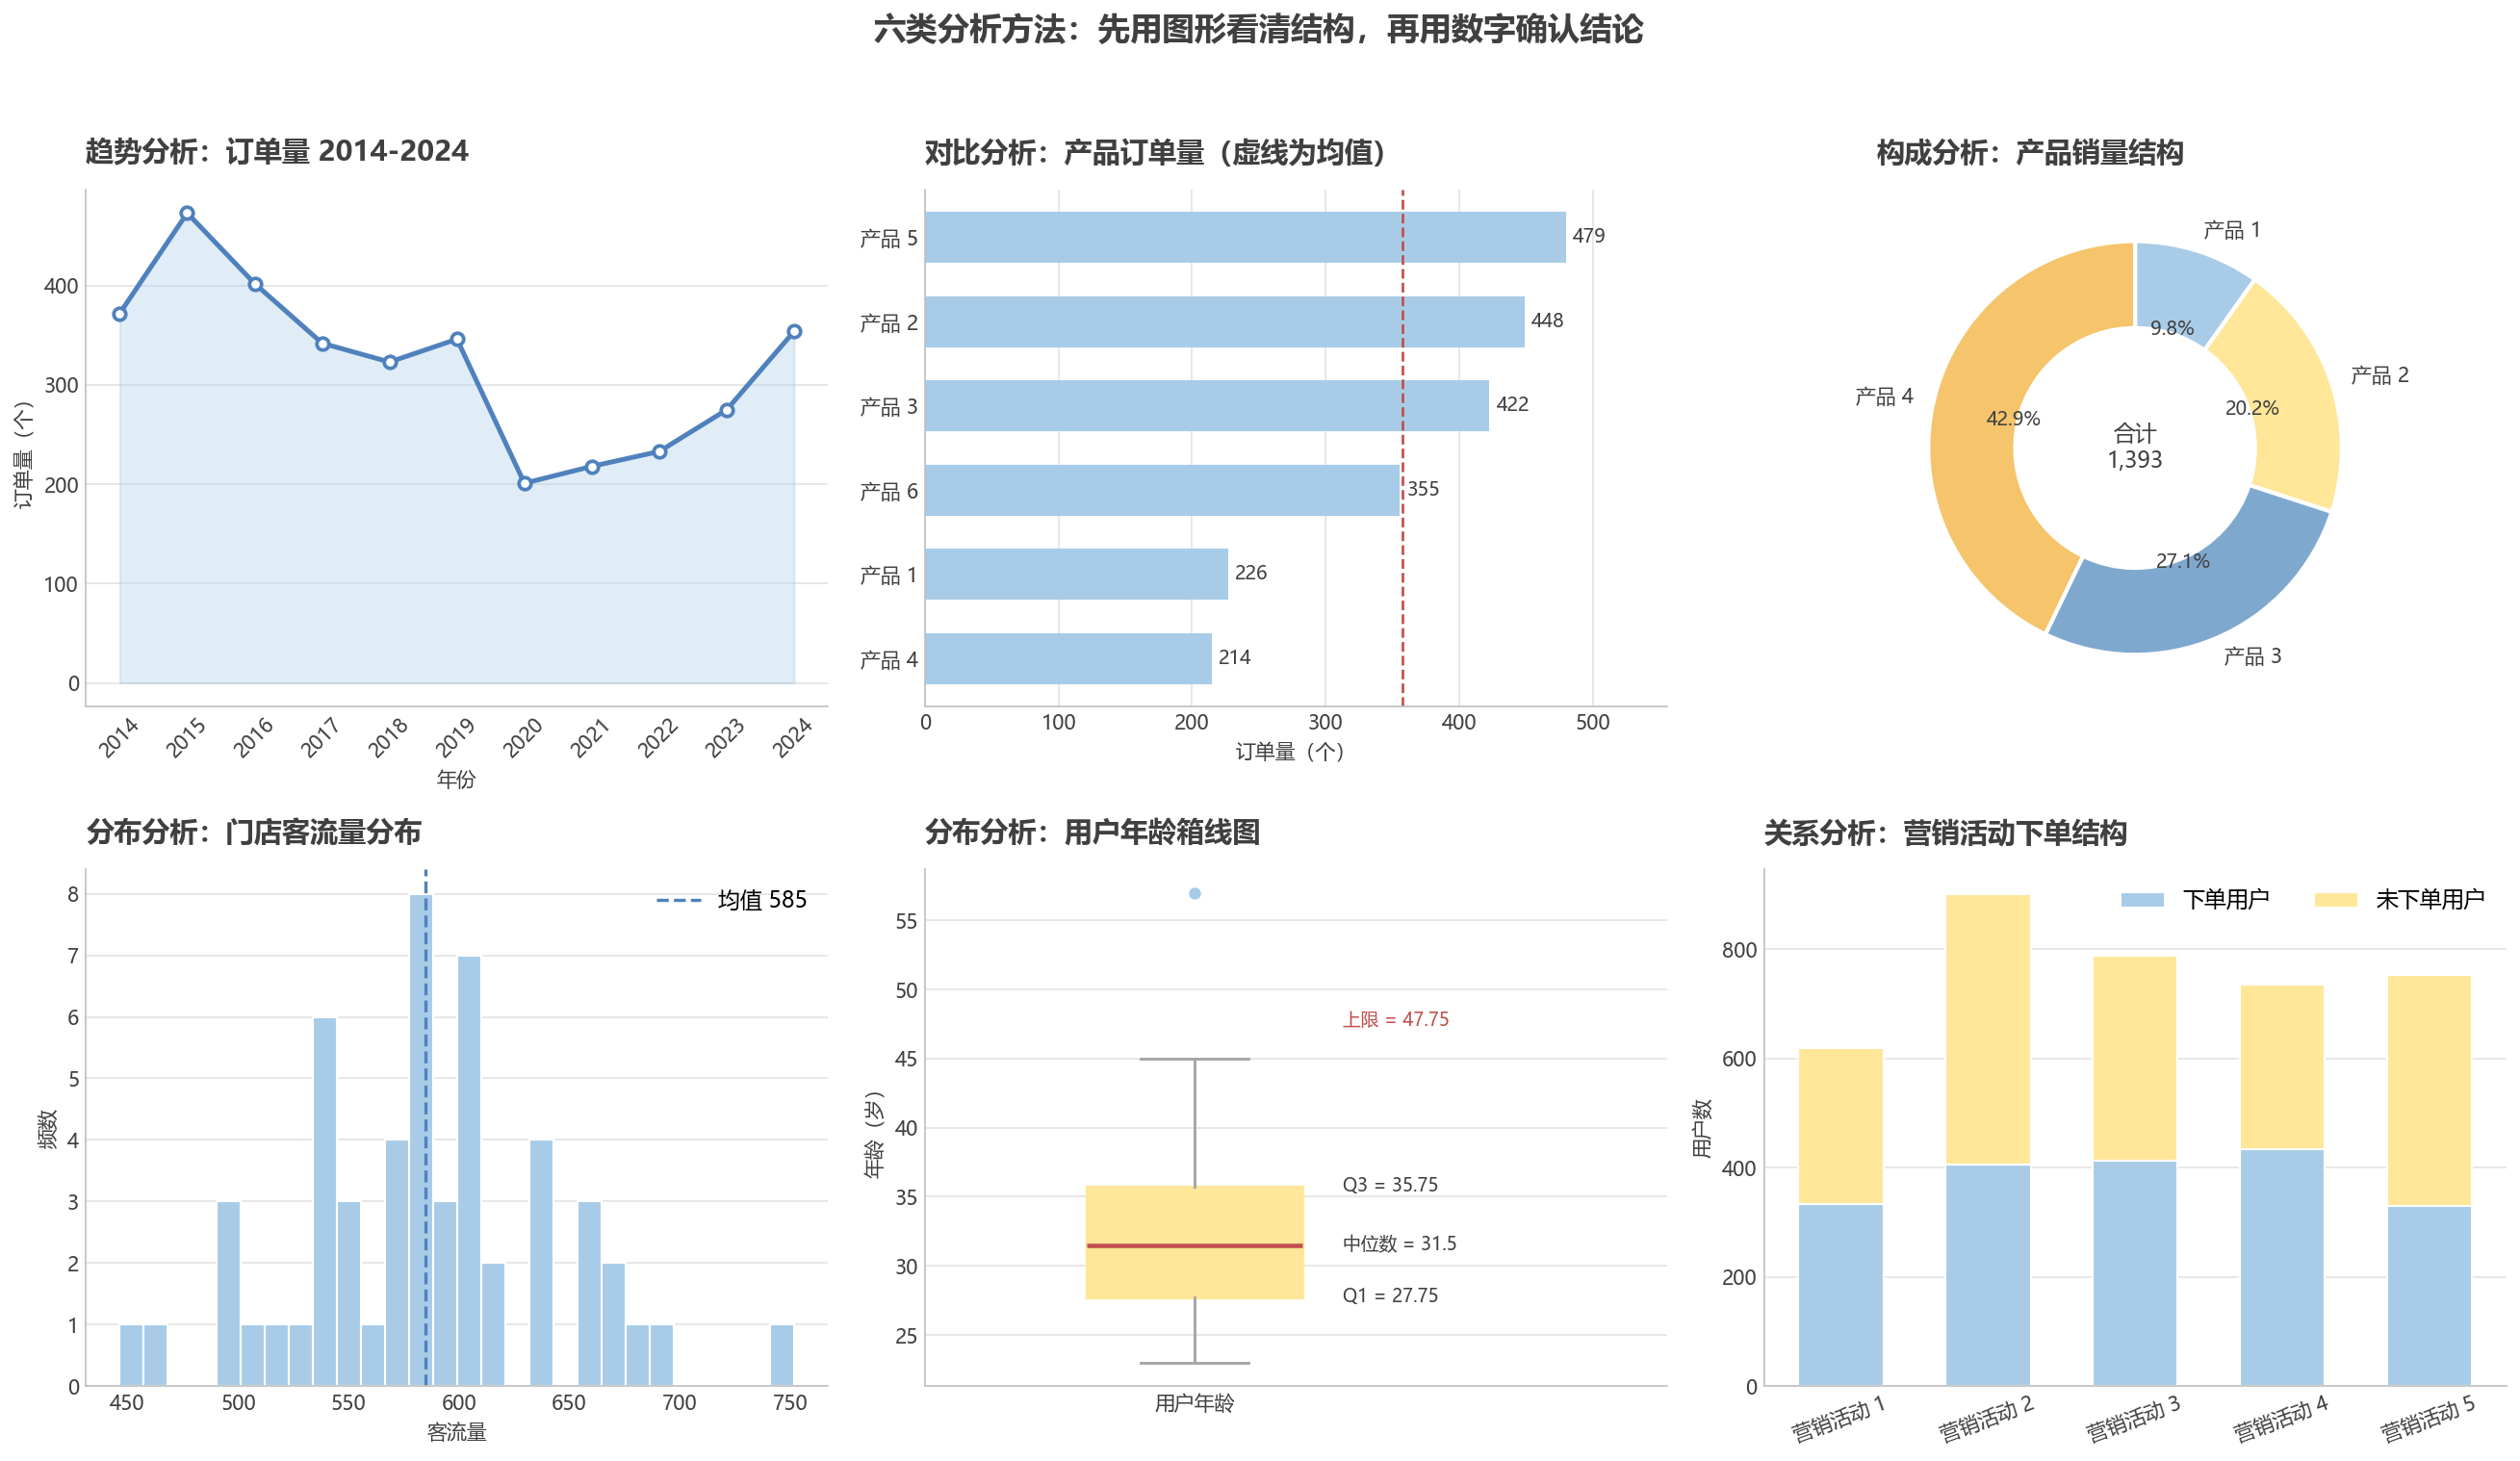 六类分析方法：先用图形看清结构，再用数字确认结论
趋势分析：订单量 2014-2024
订单量（个）
400
300
200
100
0
2014
2015
2016
2017
2018
2019
2020
2021
2022
2023
2024
年份
对比分析：产品订单量（虚线为均值）
产品 5
479
产品 2
448
产品 3
422
产品 6
355
产品 1
226
产品 4
214
0
100
200
300
400
500
订单量（个）
构成分析：产品销量结构
产品 1
9.8%
产品 2
20.2%
产品 4
42.9%
合计
1,393
27.1%
产品 3
分布分析：门店客流量分布
均值 585
频数
8
7
6
5
4
3
2
1
0
450
500
550
600
650
700
750
客流量
分布分析：用户年龄箱线图
年龄（岁）
55
50
45
40
35
30
25
上限 = 47.75
Q3 = 35.75
中位数 = 31.5
Q1 = 27.75
用户年龄
关系分析：营销活动下单结构
下单用户
未下单用户
用户数
800
600
400
200
0
营销活动 1
营销活动 2
营销活动 3
营销活动 4
营销活动 5